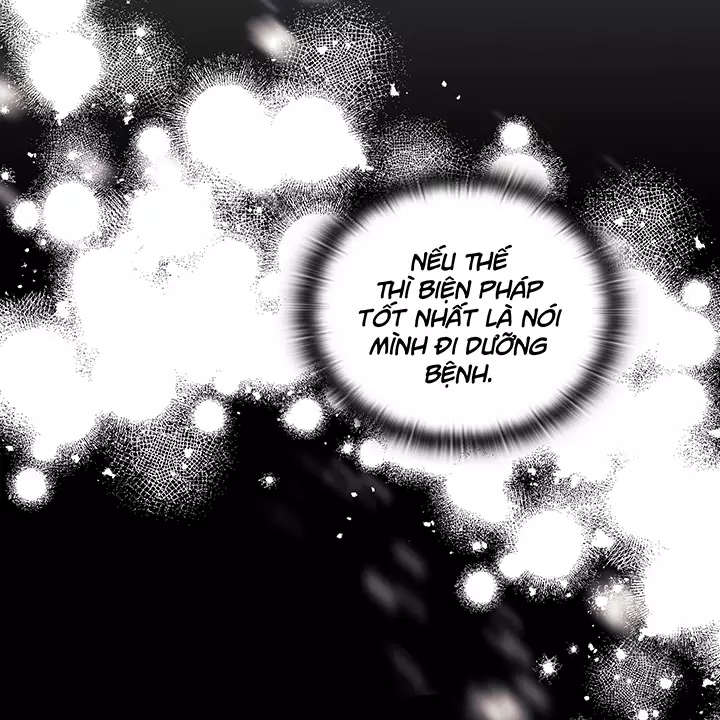 NẾU THẾ
THÌ BIỆN PHÁP
TỐT NHẤT LÀ NÓI
MÌNH ĐI DƯỠNG
BỆNH.